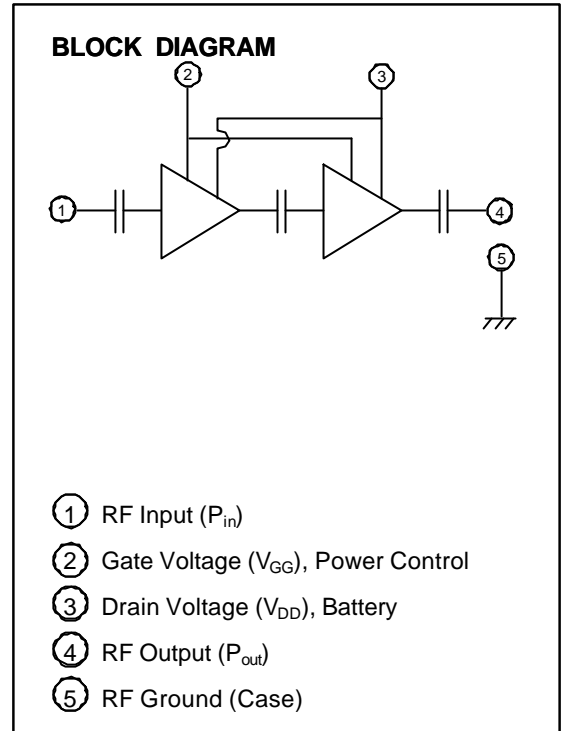 BLOCK DIAGRAM
2
3
1
4
5
1 RF Input (Pin)
2 Gate Voltage (VGG), Power Control
3 Drain Voltage (VDD), Battery
4 RF Output (Pout)
5 RF Ground (Case)